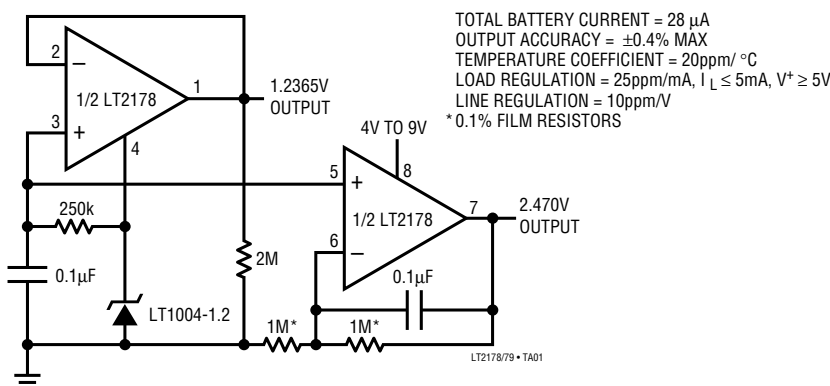 TOTAL BATTERY CURRENT = 28 µA
OUTPUT ACCURACY = ±0.4% MAX
TEMPERATURE COEFFICIENT = 20ppm/ °C
LOAD REGULATION = 25ppm/mA, I L ≤ 5mA, V+ ≥ 5V
LINE REGULATION = 10ppm/V
* 0.1% FILM RESISTORS
2
–
1/2 LT2178
1
1.2365V
OUTPUT
3
+
4
4V TO 9V
8
5
+
1/2 LT2178
7
2.470V
OUTPUT
6
–
250k
0.1µF
LT1004-1.2
2M
0.1µF
1M*
1M*
LT2178/79 • TA01